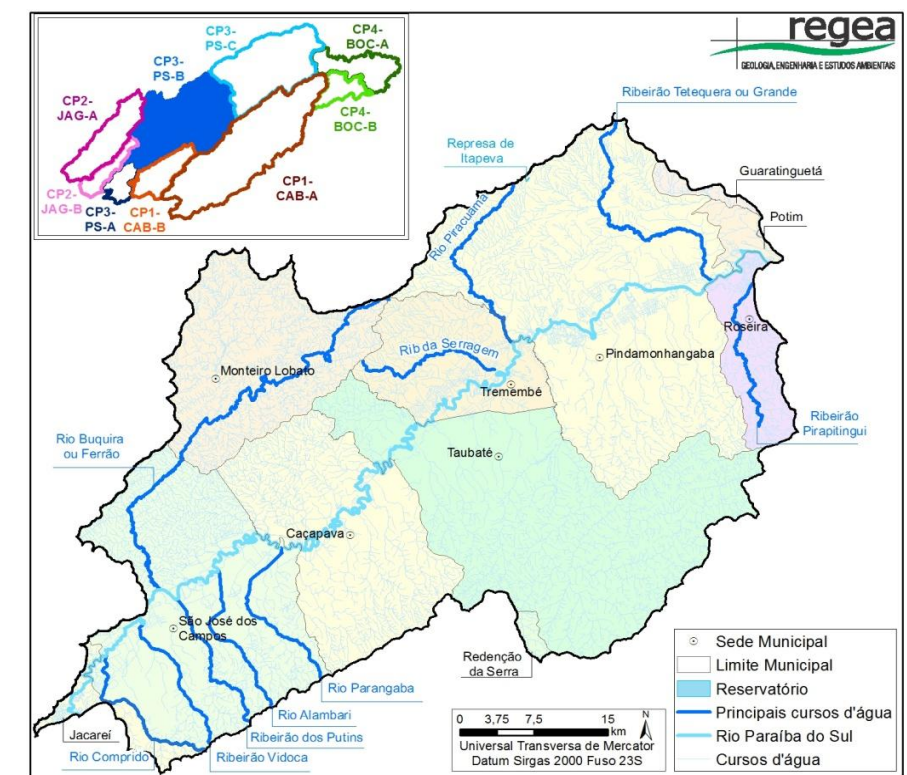 CP3-
PS-C
CP4-
BOC-A
CP3-
PS-B
CP2-
JAG-A
CP4-
BOC-B
CP1-
CAB-A
CP2-
JAG-B
CP3-
PS-A
CP1-
CAB-B
regea
GEOLOGIA, ENGENHARIA E ESTUDOS AMBIENTAIS
Ribeirão Tetequera ou Grande
Represa de
Itapeva
Guaratinguetá
Potim
Rio Piracuama
Roseira
Rib da Serragem
Pindamonhangaba
Monteiro Lobato
Tremembé
Ribeirão
Pirapitingui
Rio Buquira
ou Ferrão
Taubaté
Caçapava
São José dos
Campos
Redenção
da Serra
Rio Parangaba
Rio Alambari
Jacareí
Ribeirão dos Putins
Rio Comprido
Ribeirão Vidoca
0 3,75 7,5 15
km
N
Universal Transversa de Mercator
Datum Sirgas 2000 Fuso 23S
Sede Municipal
Limite Municipal
Reservatório
Principais cursos d'água
Rio Paraíba do Sul
Cursos d'água